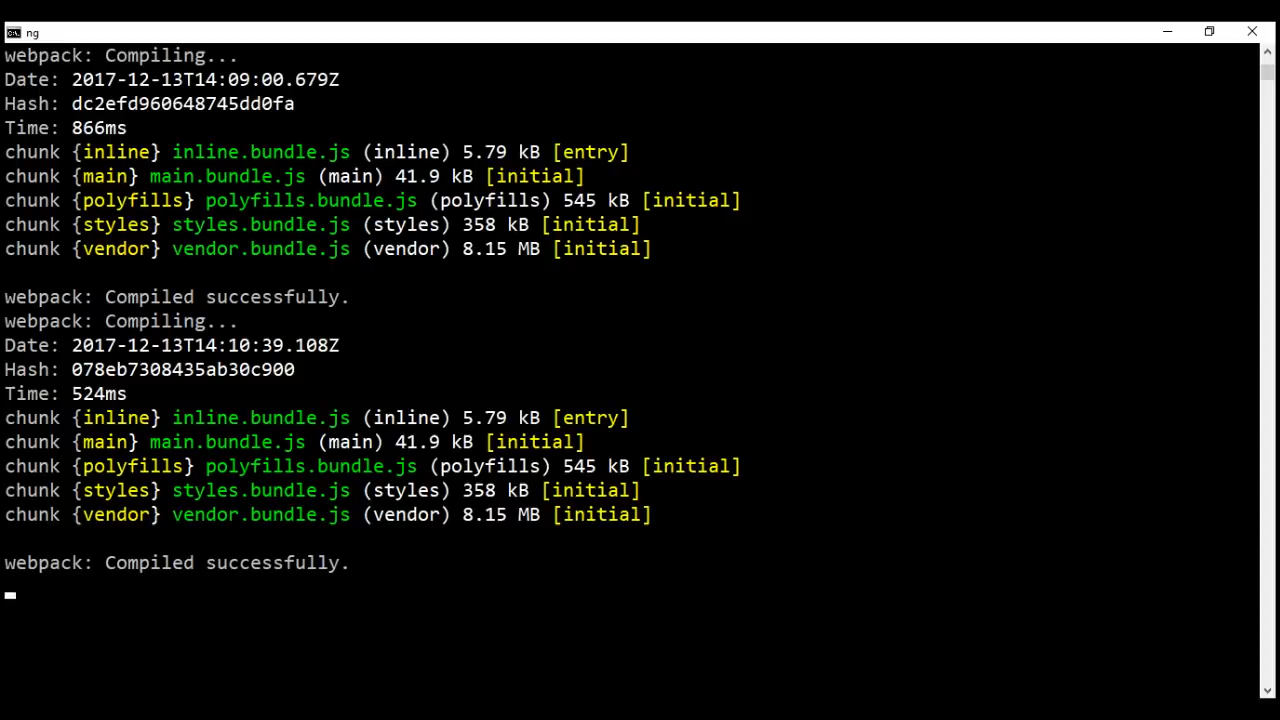 ng
webpack: Compiling...
Date: 2017-12-13T14:09:00.679Z
Hash: dc2efd960648745dd0fa
Time: 866ms
chunk {inline} inline.bundle.js (inline) 5.79 kB [entry]
chunk {main} main.bundle.js (main) 41.9 kB [initial]
chunk {polyfills} polyfills.bundle.js (polyfills) 545 kB [initial]
chunk {styles} styles.bundle.js (styles) 358 kB [initial]
chunk {vendor} vendor.bundle.js (vendor) 8.15 MB [initial]
webpack: Compiled successfully.
webpack: Compiling...
Date: 2017-12-13T14:10:39.108Z
Hash: 078eb7308435ab30c900
Time: 524ms
chunk {inline} inline.bundle.js (inline) 5.79 kB [entry]
chunk {main} main.bundle.js (main) 41.9 kB [initial]
chunk {polyfills} polyfills.bundle.js (polyfills) 545 kB [initial]
chunk {styles} styles.bundle.js (styles) 358 kB [initial]
chunk {vendor} vendor.bundle.js (vendor) 8.15 MB [initial]
webpack: Compiled successfully.